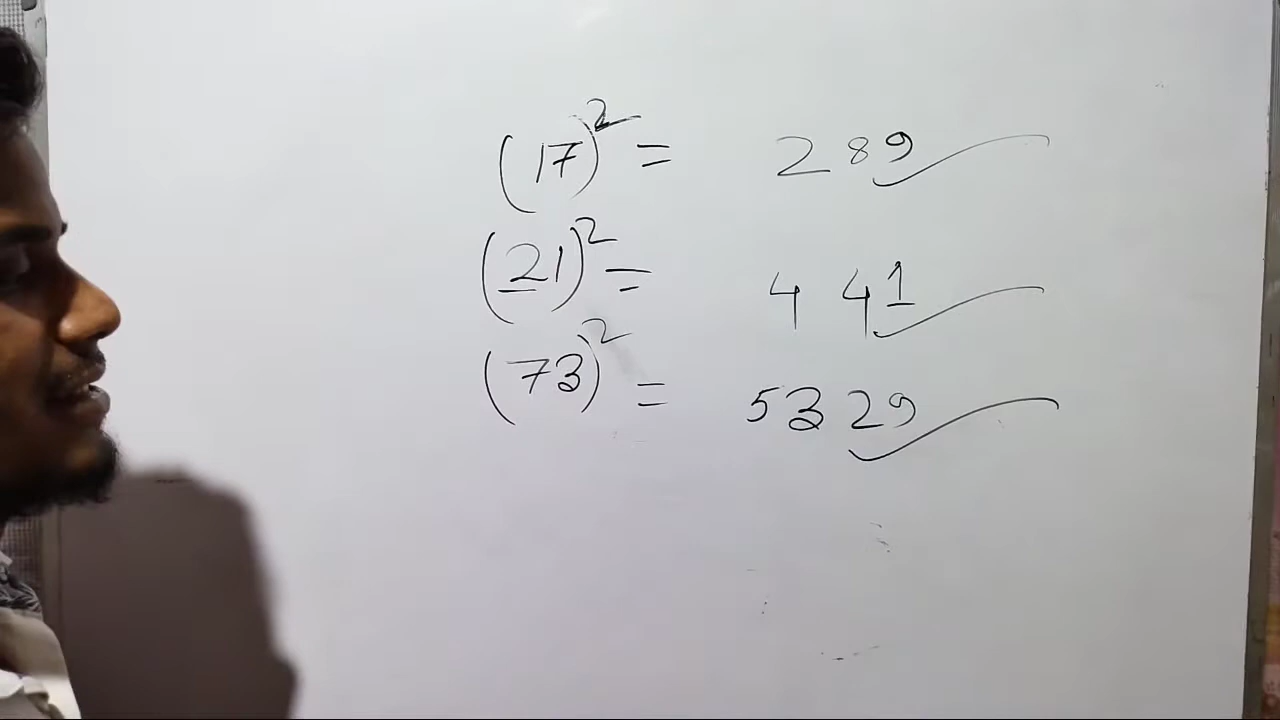 (17)² = 289
(21)² = 441
(73)² = 5329